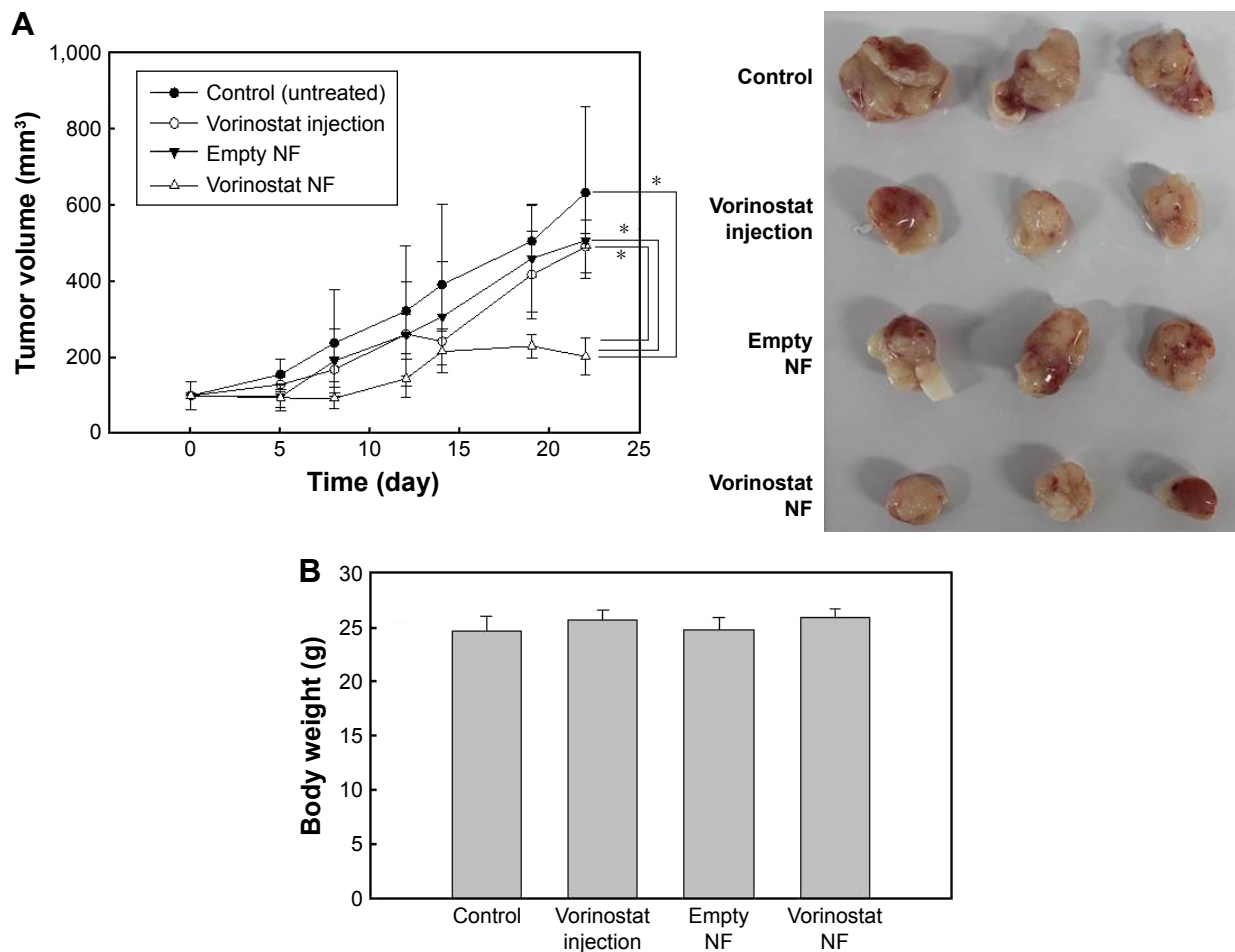 A
Tumor volume (mm³)
1,000
800
600
400
200
0
Control (untreated)
Vorinostat injection
Empty NF
Vorinostat NF
*
*
*
0 5 10 15 20 25
Time (day)
Control
Vorinostat
injection
Empty
NF
Vorinostat
NF
B
Body weight (g)
30
25
20
15
10
5
0
Control Vorinostat Empty Vorinostat
injection NF NF